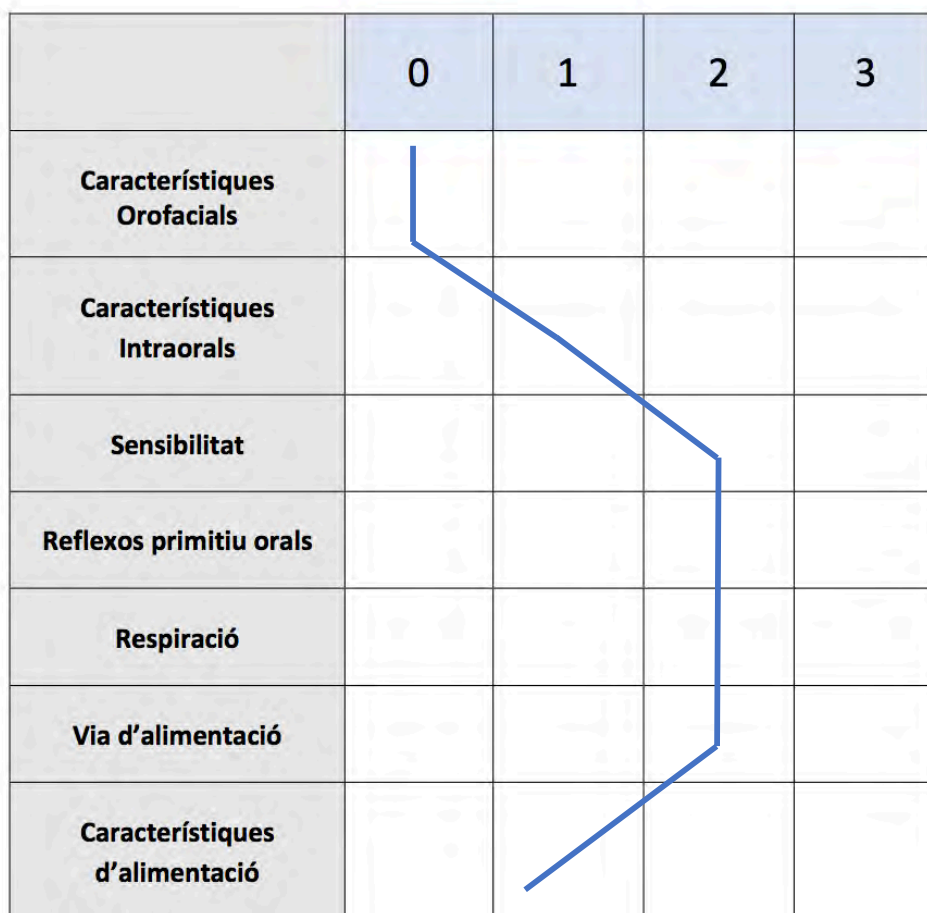 0 1 2 3
Característiques
Orofacials
Característiques
Intraorals
Sensibilitat
Reflexos primitiu orals
Respiració
Via d’alimentació
Característiques
d’alimentació